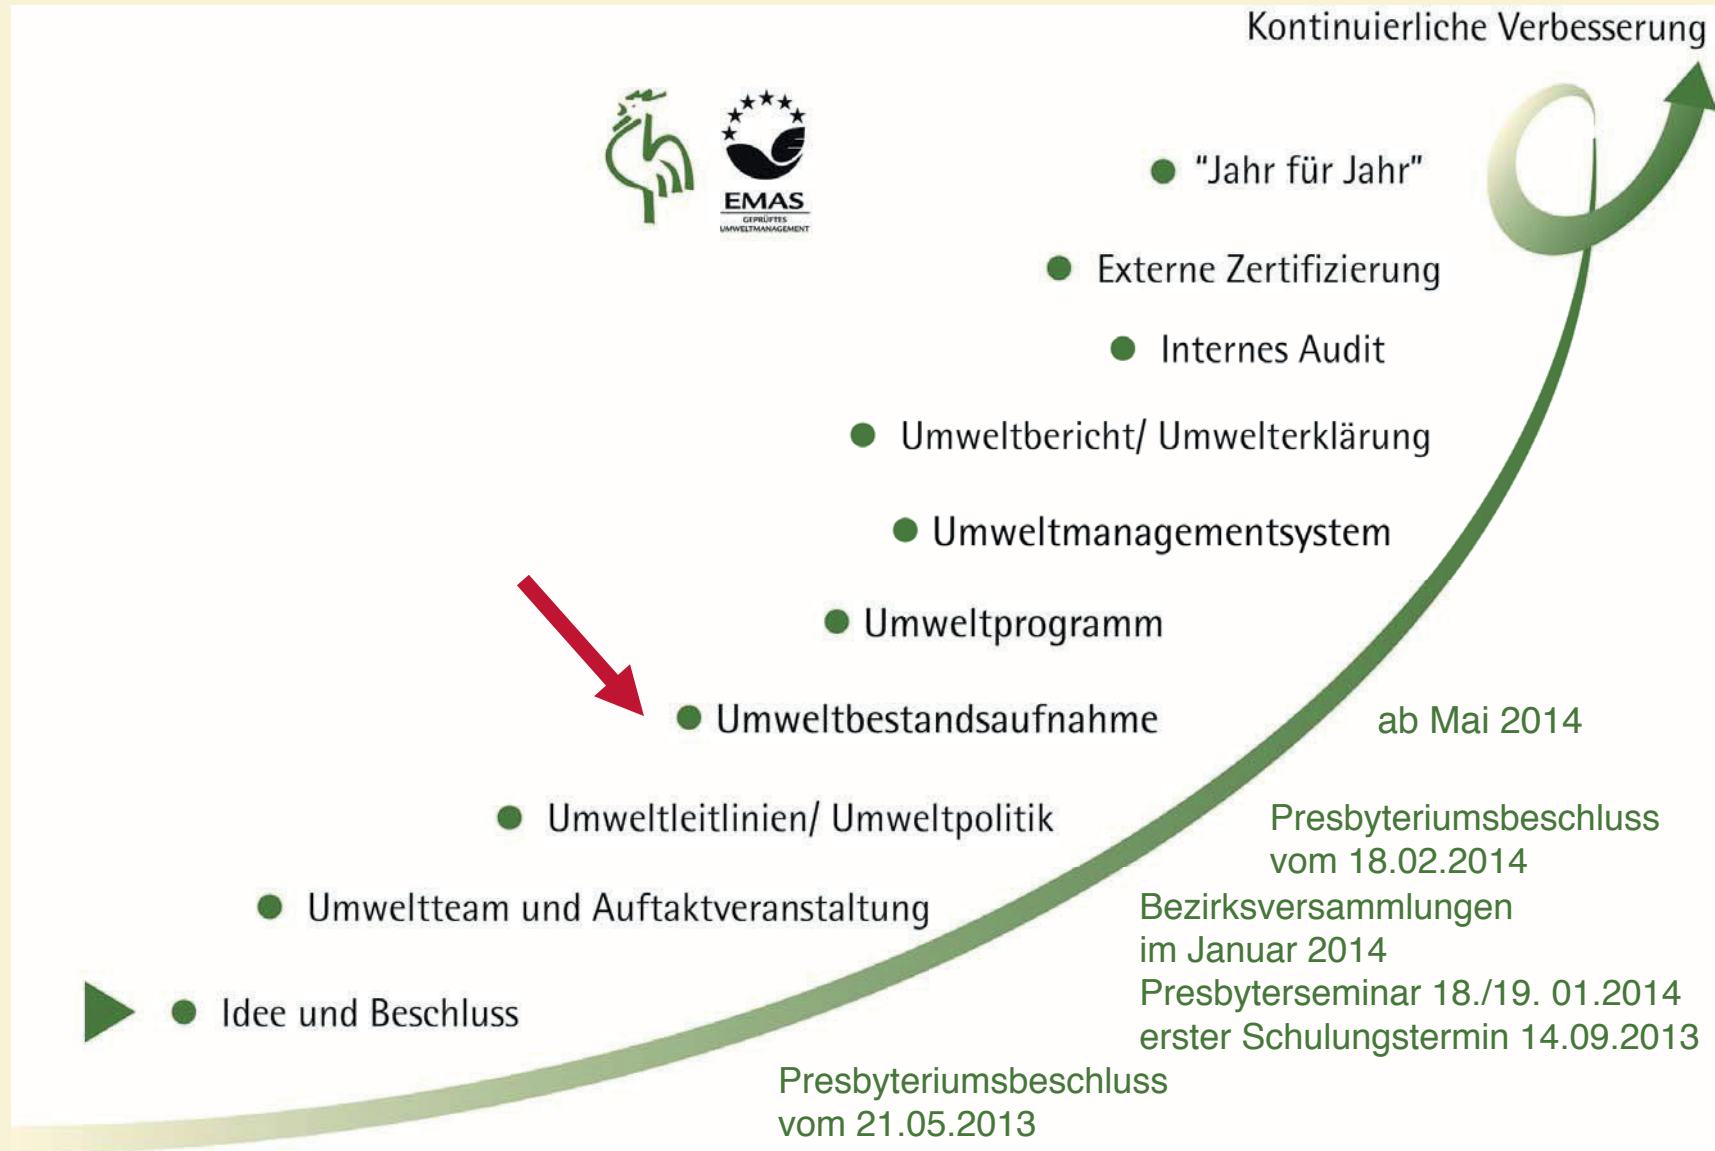 Kontinuierliche Verbesserung
EMAS
GEPRÜFTES
UMWELTMANAGEMENT
"Jahr für Jahr"
Externe Zertifizierung
Internes Audit
Umweltbericht/ Umwelterklärung
Umweltmanagementsystem
Umweltprogramm
Umweltbestandsaufnahme
ab Mai 2014
Umweltleitlinien/ Umweltpolitik
Presbyteriumsbeschluss
vom 18.02.2014
Umweltteam und Auftaktveranstaltung
Bezirksversammlungen
im Januar 2014
Presbyterseminar 18./19. 01.2014
erster Schulungstermin 14.09.2013
Idee und Beschluss
Presbyteriumsbeschluss
vom 21.05.2013